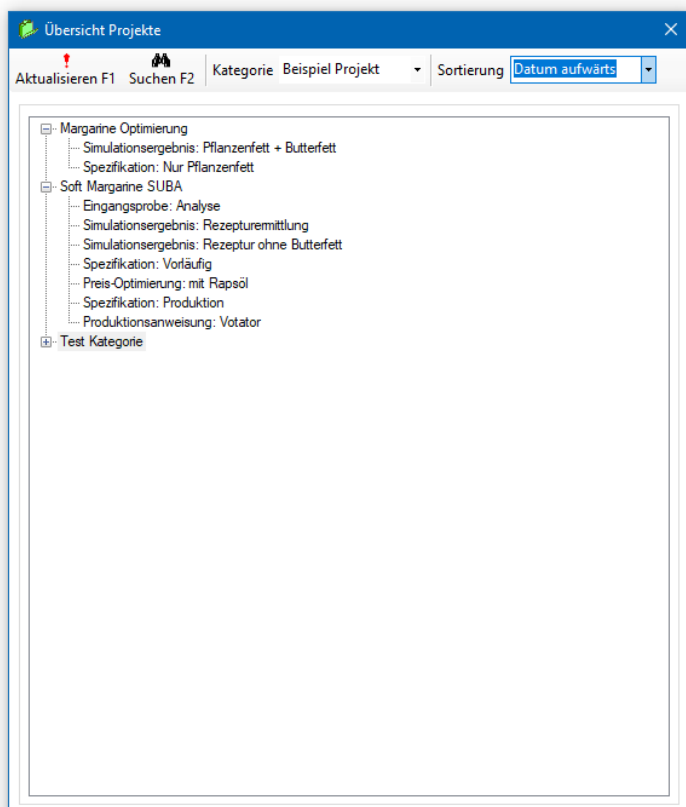 Übersicht Projekte
Aktualisieren F1 Suchen F2 Kategorie Beispiel Projekt Sortierung Datum aufwärts
Margarine Optimierung
Simulationsergebnis: Pflanzenfett + Butterfett
Spezifikation: Nur Pflanzenfett
Soft Margarine SUBA
Eingangsprobe: Analyse
Simulationsergebnis: Rezepturermittlung
Simulationsergebnis: Rezeptur ohne Butterfett
Spezifikation: Vorläufig
Preis-Optimierung: mit Rapsöl
Spezifikation: Produktion
Produktionsanweisung: Votator
Test Kategorie